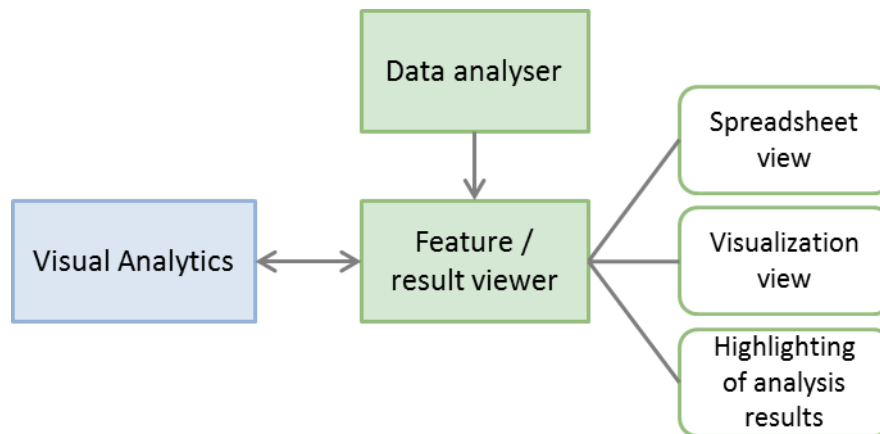 Data analyser
Spreadsheet
view
Visual Analytics
Feature /
result viewer
Visualization
view
Highlighting
of analysis
results